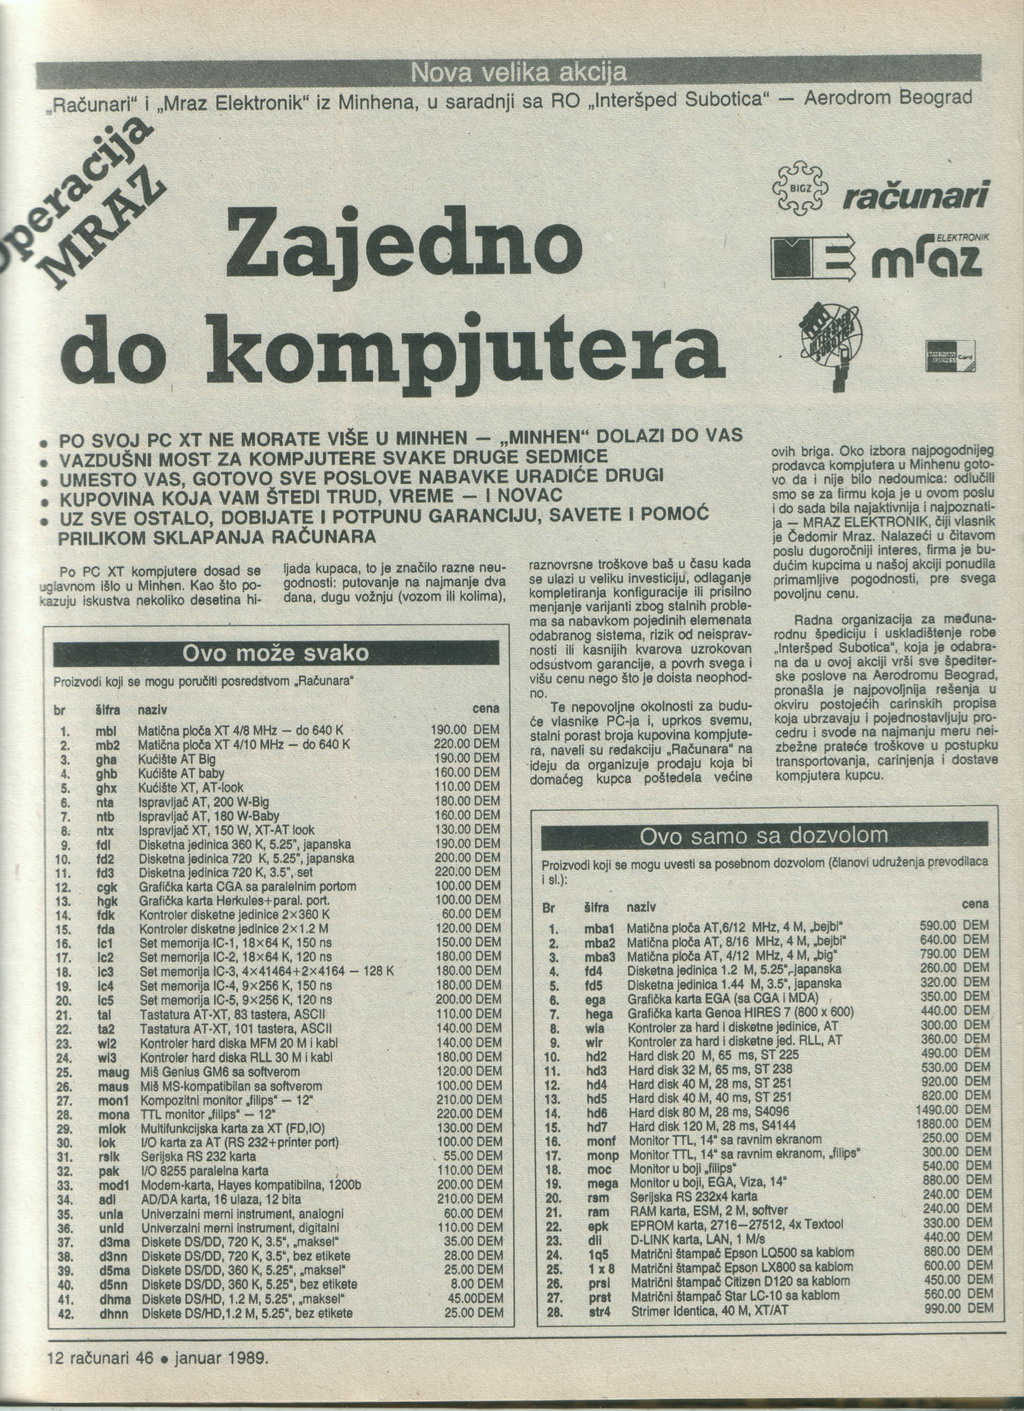 Nova velika akcija
„Računari“ i „Mraz Elektronik“ iz Minhena, u saradnji sa RO „Interšped Subotica“ — Aerodrom Beograd
Operacija
MRAZ
Zajedno
do kompjutera
BIGZ
računari
ELEKTRONIK
mraz
• PO SVOJ PC XT NE MORATE VIŠE U MINHEN — „MINHEN“ DOLAZI DO VAS
• VAZDUŠNI MOST ZA KOMPJUTERE SVAKE DRUGE SEDMICE
• UMESTO VAS, GOTOVO SVE POSLOVE NABAVKE URADIĆE DRUGI
• KUPOVINA KOJA VAM ŠTEDI TRUD, VREME — I NOVAC
• UZ SVE OSTALO, DOBIJATE I POTPUNU GARANCIJU, SAVETE I POMOĆ
PRILIKOM SKLAPANJA RAČUNARA
Po PC XT kompjutere dosad se
uglavnom išlo u Minhen. Kao što po-
kazuju iskustva nekoliko desetina hi-
ljada kupaca, to je značilo razne neu-
godnosti: putovanje na najmanje dva
dana, dugu vožnju (vozom ili kolima),
raznovrsne troškove baš u času kada
se ulazi u veliku investiciju, odlaganje
kompletiranja konfiguracije ili prisilno
menjanje varijanti zbog stalnih proble-
ma sa nabavkom pojedinih elemenata
odabranog sistema, rizik od neisprav-
nosti ili kasnijih kvarova uzrokovan
odsustvom garancije, a povrh svega i
višu cenu nego što je doista neophod-
no.
Te nepovoljne okolnosti za budu-
će vlasnike PC-ja i, uprkos svemu,
stalni porast broja kupovina kompjute-
ra, naveli su redakciju „Računara“ na
ideju da organizuje prodaju koja bi
domaćeg kupca poštedela većine
ovih briga. Oko izbora najpogodnijeg
prodavca kompjutera u Minhenu goto-
vo da i nije bilo nedoumica: odlučili
smo se za firmu koja je u ovom poslu
i do sada bila najaktivnija i najpoznati-
ja — MRAZ ELEKTRONIK, čiji vlasnik
je Čedomir Mraz. Nalazeći u čitavom
poslu dugoročniji interes, firma je bu-
dućim kupcima u našoj akciji ponudila
primamljive pogodnosti, pre svega
povoljnu cenu.
Radna organizacija za međuna-
rodnu špediciju i uskladištenje robe
„Interšped Subotica“, koja je odabra-
na da u ovoj akciji vrši sve špediter-
ske poslove na Aerodromu Beograd,
pronašla je najpovoljnija rešenja u
okviru postojećih carinskih propisa
koja ubrzavaju i pojednostavljuju pro-
cedru i svode na najmanju meru nei-
zbežne prateće troškove u postupku
transportovanja, carinjenja i dostave
kompjutera kupcu.
Ovo može svako
Proizvodi koji se mogu poručiti posredstvom „Računara“
br šifra naziv cena
1. mbl Matična ploča XT 4/8 MHz — do 640 K 190.00 DEM
2. mb2 Matična ploča XT 4/10 MHz — do 640 K 220.00 DEM
3. gha Kućište AT Big 190.00 DEM
4. ghb Kućište AT baby 160.00 DEM
5. ghx Kućište XT, AT-look 110.00 DEM
6. nta Ispravljač AT, 200 W-Big 180.00 DEM
7. ntb Ispravljač AT, 180 W-Baby 160.00 DEM
8. ntx Ispravljač XT, 150 W, XT-AT look 130.00 DEM
9. fdl Disketna jedinica 360 K, 5.25", japanska 190.00 DEM
10. fd2 Disketna jedinica 720 K, 5.25", japanska 200.00 DEM
11. fd3 Disketna jedinica 720 K, 3.5", set 220.00 DEM
12. cgk Grafička karta CGA sa paralelnim portom 100.00 DEM
13. hgk Grafička karta Herkules+paral. port. 100.00 DEM
14. fdk Kontroler disketne jedinice 2×360 K 60.00 DEM
15. fda Kontroler disketne jedinice 2×1.2 M 120.00 DEM
16. lc1 Set memorija IC-1, 18×64 K, 150 ns 150.00 DEM
17. lc2 Set memorija IC-2, 18×64 K, 120 ns 180.00 DEM
18. lc3 Set memorija IC-3, 4×41464+2×4164 — 128 K 180.00 DEM
19. lc4 Set memorija IC-4, 9×256 K, 150 ns 180.00 DEM
20. lc5 Set memorija IC-5, 9×256 K, 120 ns 200.00 DEM
21. tal Tastatura AT-XT, 83 tastera, ASCII 110.00 DEM
22. ta2 Tastatura AT-XT, 101 tastera, ASCII 140.00 DEM
23. wl2 Kontroler hard diska MFM 20 M i kabl 140.00 DEM
24. wl3 Kontroler hard diska RLL 30 M i kabl 180.00 DEM
25. maug Miš Genius GM6 sa softverom 120.00 DEM
26. maus Miš MS-kompatibilan sa softverom 100.00 DEM
27. mon1 Kompozitni monitor „filips“ — 12" 210.00 DEM
28. mona TTL monitor „filips“ — 12" 220.00 DEM
29. mlok Multifunkcijska karta za XT (FD,IO) 130.00 DEM
30. lok I/O karta za AT (RS 232+printer port) 100.00 DEM
31. rslk Serijska RS 232 karta 55.00 DEM
32. pak I/O 8255 paralelna karta 110.00 DEM
33. mod1 Modem-karta, Hayes kompatibilna, 1200b 200.00 DEM
34. adl AD/DA karta, 16 ulaza, 12 bita 210.00 DEM
35. unla Univerzalni merni instrument, analogni 60.00 DEM
36. unld Univerzalni merni instrument, digitalni 110.00 DEM
37. d3ma Diskete DS/DD, 720 K, 3.5", „maksel“ 35.00 DEM
38. d3nn Diskete DS/DD, 720 K, 3.5", bez etikete 28.00 DEM
39. d5ma Diskete DS/DD, 360 K, 5.25", „maksel“ 25.00 DEM
40. d5nn Diskete DS/DD, 360 K, 5.25", bez etikete 8.00 DEM
41. dhma Diskete DS/HD, 1.2 M, 5.25", „maksel“ 45.00DEM
42. dhnn Diskete DS/HD,1.2 M, 5.25", bez etikete 25.00 DEM
Ovo samo sa dozvolom
Proizvodi koji se mogu uvesti sa posebnom dozvolom (članovi udruženja prevodilaca
i sl.):
Br šifra naziv cena
1. mba1 Matična ploča AT,6/12 MHz, 4 M, „bejbi“ 590.00 DEM
2. mba2 Matična ploča AT, 8/16 MHz, 4 M, „bejbi“ 640.00 DEM
3. mba3 Matična ploča AT, 4/12 MHz, 4 M, „big“ 790.00 DEM
4. fd4 Disketna jedinica 1.2 M, 5.25", japanska 260.00 DEM
5. fd5 Disketna jedinica 1.44 M, 3.5", japanska 320.00 DEM
6. ega Grafička karta EGA (sa CGA i MDA) 350.00 DEM
7. hega Grafička karta Genoa HIRES 7 (800 x 600) 440.00 DEM
8. wla Kontroler za hard i disketne jedinice, AT 300.00 DEM
9. wlr Kontroler za hard i disketne jed. RLL, AT 360.00 DEM
10. hd2 Hard disk 20 M, 65 ms, ST 225 490.00 DEM
11. hd3 Hard disk 32 M, 65 ms, ST 238 530.00 DEM
12. hd4 Hard disk 40 M, 28 ms, ST 251 920.00 DEM
13. hd5 Hard disk 40 M, 40 ms, ST 251 820.00 DEM
14. hd6 Hard disk 80 M, 28 ms, S4096 1490.00 DEM
15. hd7 Hard disk 120 M, 28 ms, S4144 1880.00 DEM
16. monf Monitor TTL, 14" sa ravnim ekranom 250.00 DEM
17. monp Monitor TTL, 14" sa ravnim ekranom, „filips“ 300.00 DEM
18. moc Monitor u boji „filips“ 540.00 DEM
19. mega Monitor u boji, EGA, Viza, 14" 880.00 DEM
20. rsm Serijska RS 232x4 karta 240.00 DEM
21. ram RAM karta, ESM, 2 M, softver 240.00 DEM
22. epk EPROM karta, 2716—27512, 4x Textool 330.00 DEM
23. dll D-LINK karta, LAN, 1 M/s 440.00 DEM
24. 1q5 Matrični štampač Epson LQ500 sa kablom 880.00 DEM
25. 1x8 Matrični štampač Epson LX800 sa kablom 600.00 DEM
26. prsl Matrični štampač Citizen D120 sa kablom 450.00 DEM
27. prst Matrični štampač Star LC-10 sa kablom 560.00 DEM
28. str4 Strimer Identica, 40 M, XT/AT 990.00 DEM
12 računari 46 • januar 1989.